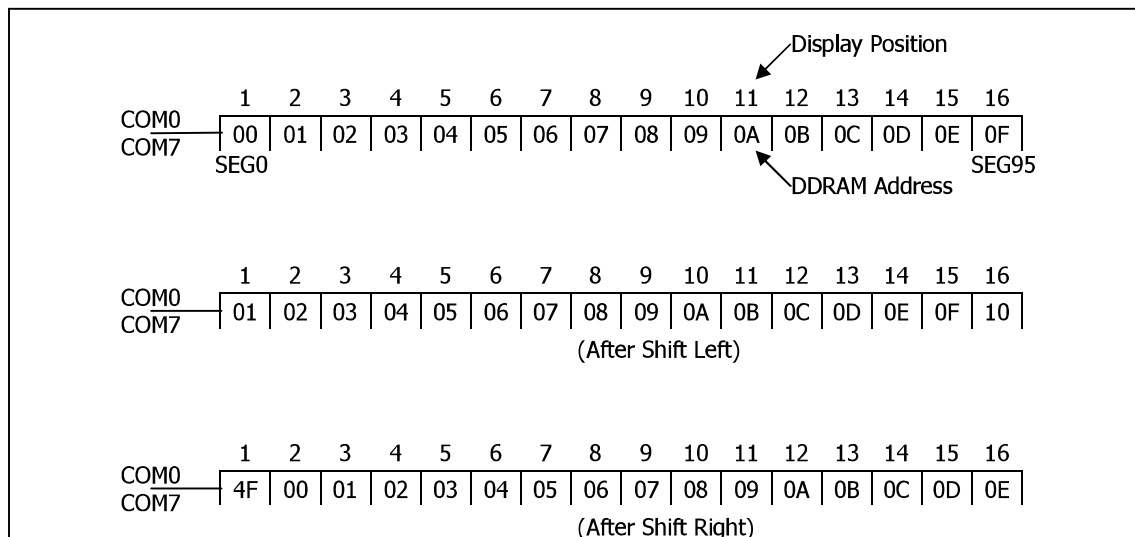 Display Position
1 2 3 4 5 6 7 8 9 10 11 12 13 14 15 16
COM0
COM7
00 01 02 03 04 05 06 07 08 09 0A 0B 0C 0D 0E 0F
SEG0 SEG95
DDRAM Address
1 2 3 4 5 6 7 8 9 10 11 12 13 14 15 16
COM0
COM7
01 02 03 04 05 06 07 08 09 0A 0B 0C 0D 0E 0F 10
(After Shift Left)
1 2 3 4 5 6 7 8 9 10 11 12 13 14 15 16
COM0
COM7
4F 00 01 02 03 04 05 06 07 08 09 0A 0B 0C 0D 0E
(After Shift Right)